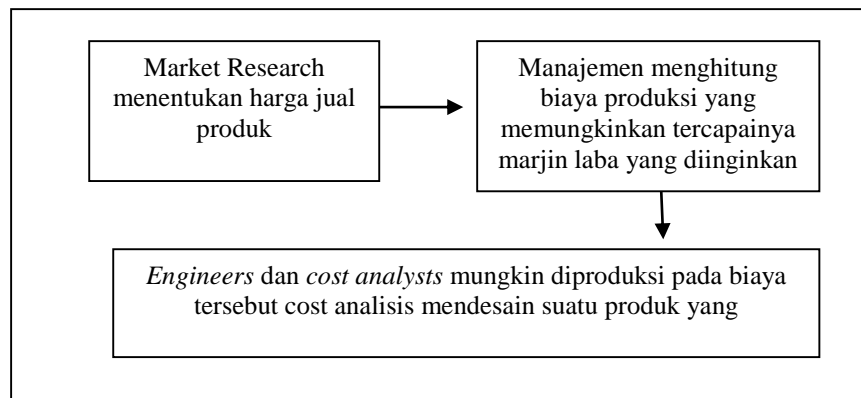 Market Research
menentukan harga jual
produk
Manajemen menghitung
biaya produksi yang
memungkinkan tercapainya
marjin laba yang diinginkan
Engineers dan cost analysts mungkin diproduksi pada biaya
tersebut cost analisis mendesain suatu produk yang